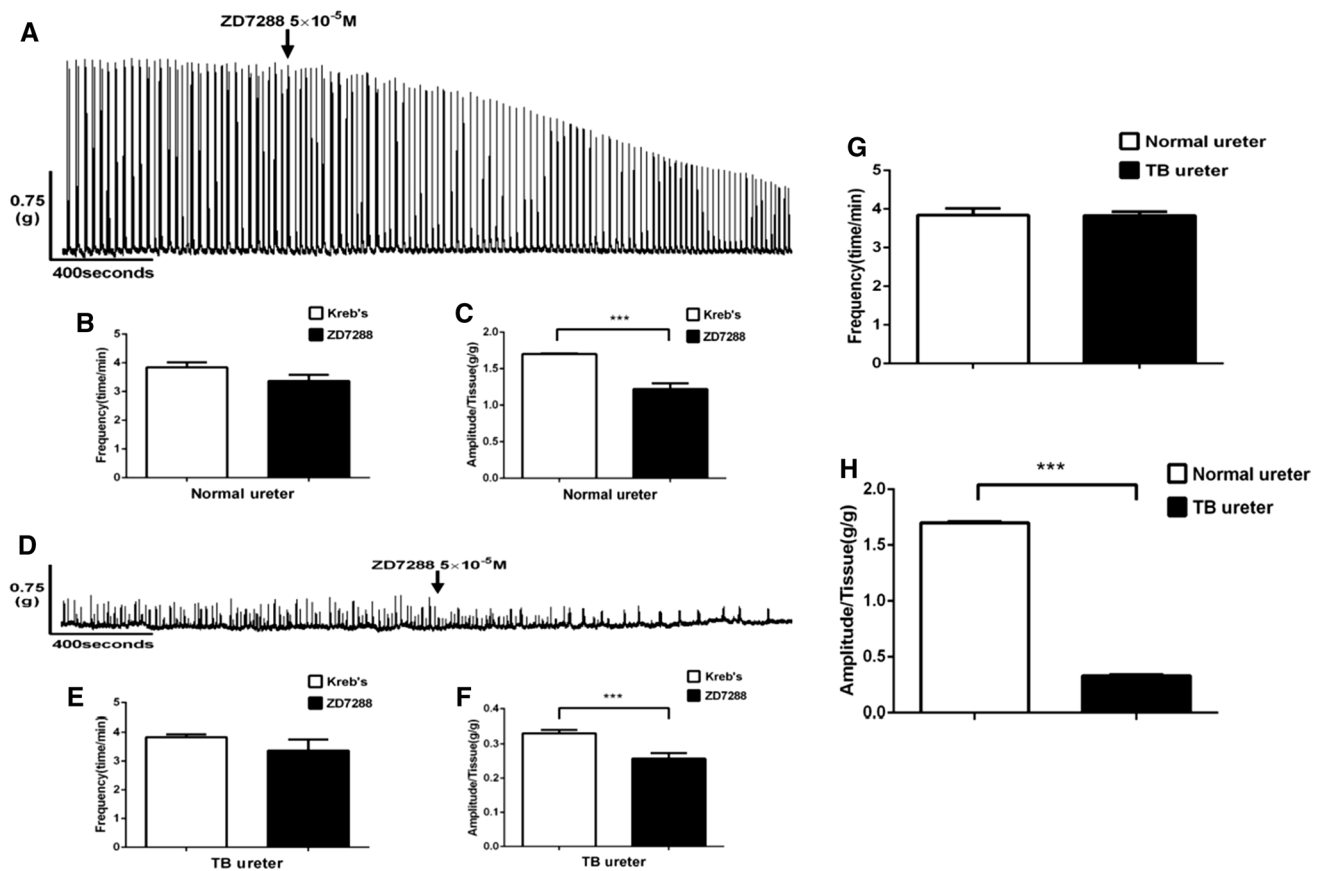 A
ZD7288 5×10-5M
0.75
(g)
400seconds
B
Kreb's
ZD7288
Frequency(time/min)
5
4
3
2
1
0
Normal ureter
C
Kreb's
ZD7288
***
Amplitude/Tissue(g/g)
2.0
1.5
1.0
0.5
0.0
Normal ureter
D
ZD7288 5×10-5M
0.75
(g)
400seconds
E
Kreb's
ZD7288
Frequency(time/min)
5
4
3
2
1
0
TB ureter
F
Kreb's
ZD7288
***
Amplitude/Tissue(g/g)
0.4
0.3
0.2
0.1
0.0
TB ureter
G
Normal ureter
TB ureter
Frequency(time/min)
5
4
3
2
1
0
H
Normal ureter
TB ureter
***
Amplitude/Tissue(g/g)
2.0
1.5
1.0
0.5
0.0